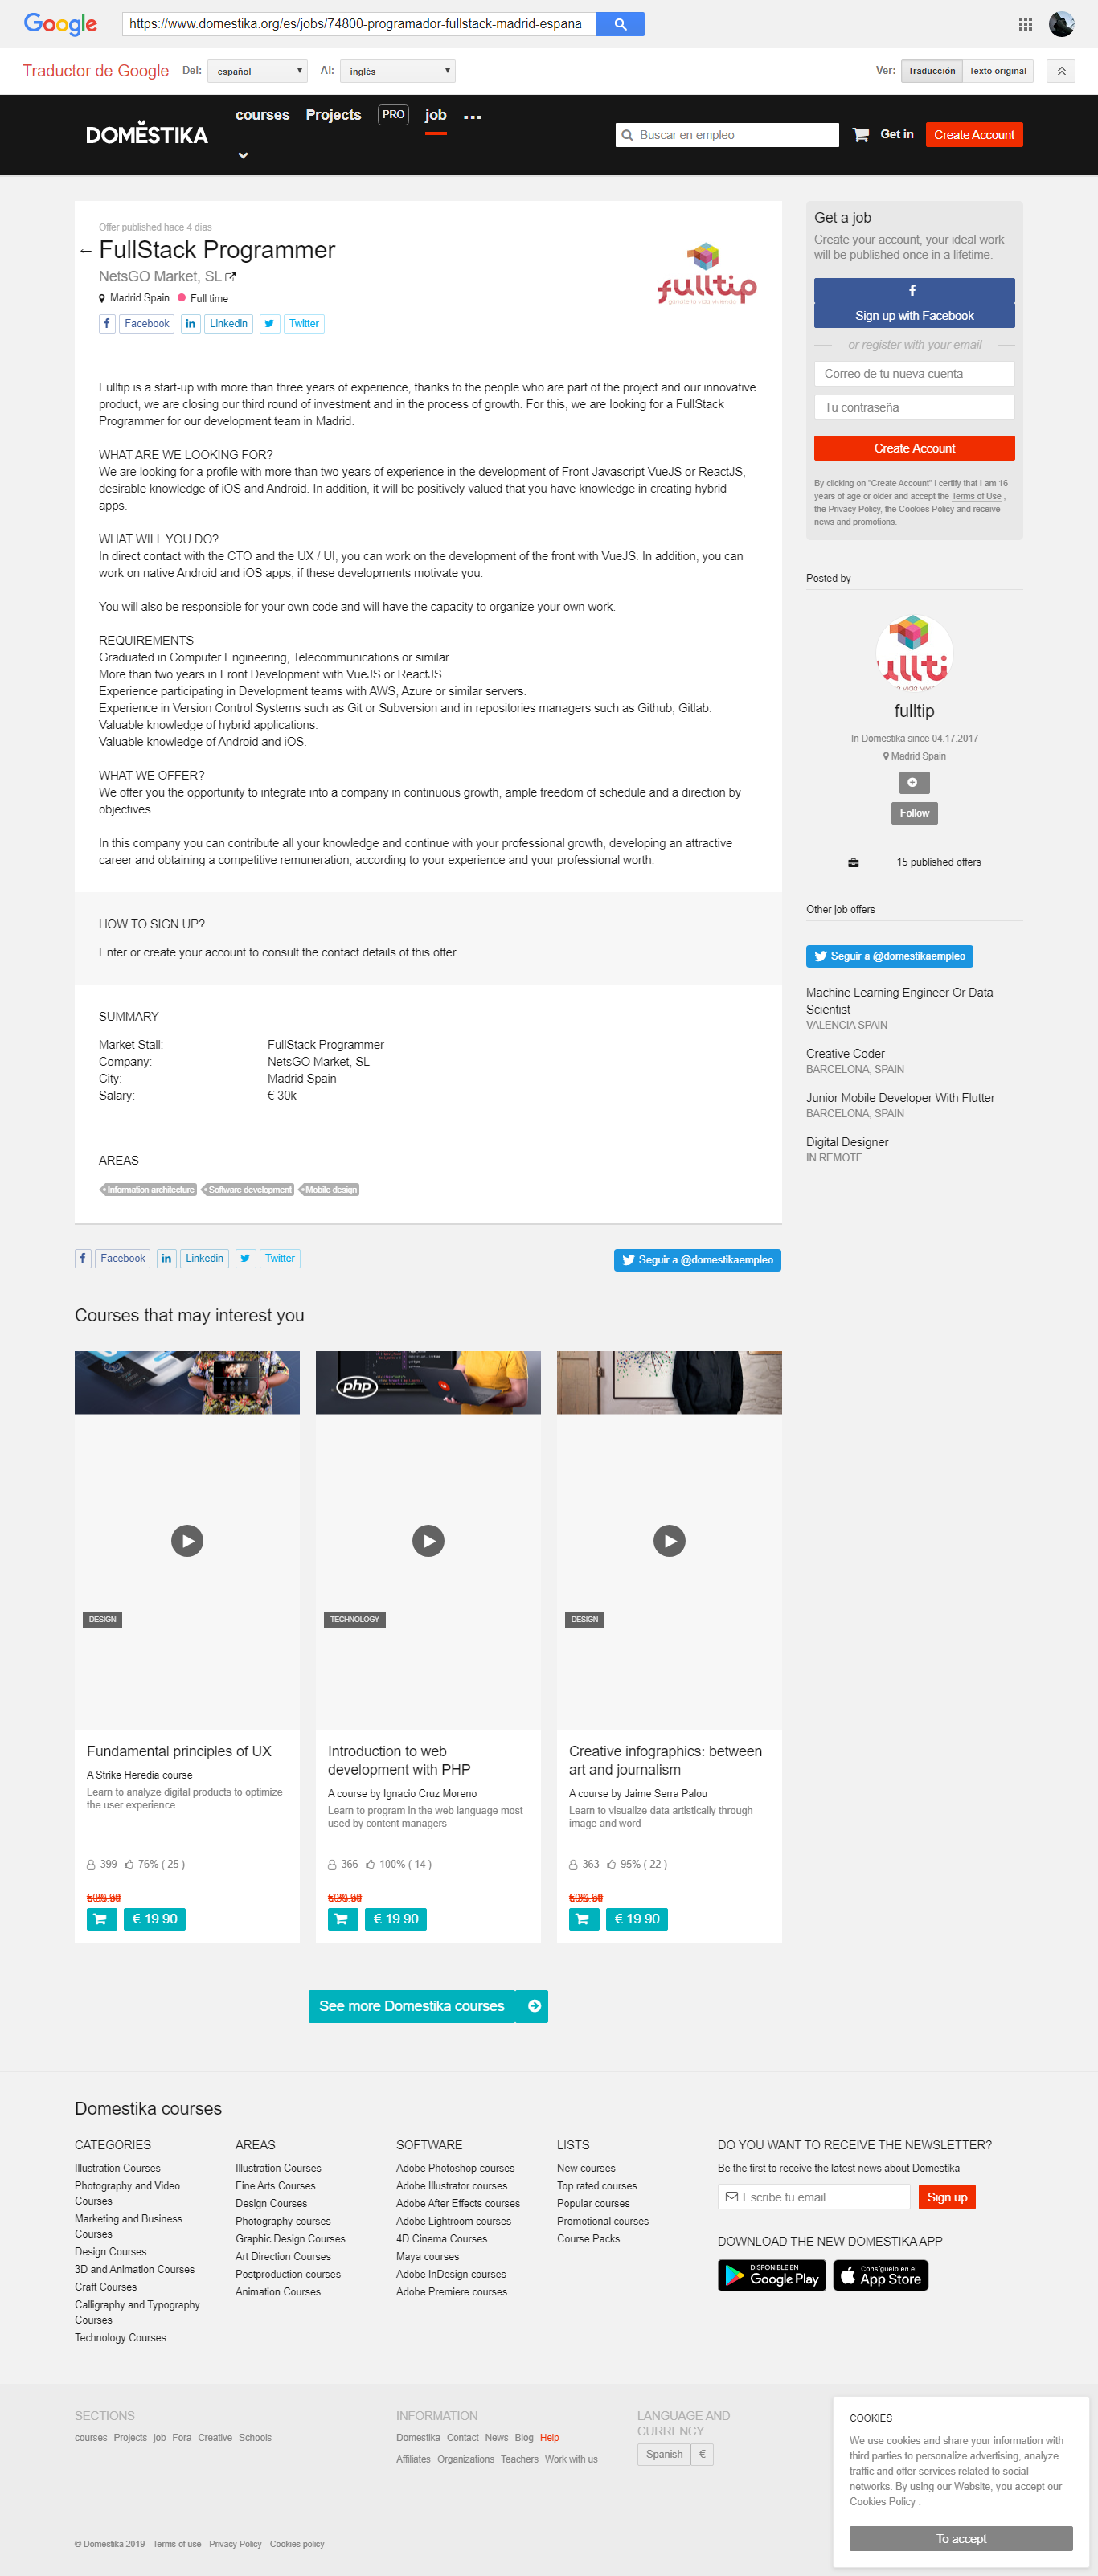 Google
https://www.domestika.org/es/jobs/74800-programador-fullstack-madrid-espana
Traductor de Google
Del:
español
Al:
inglés
Ver:
Traducción
Texto original
DOMESTIKA
courses
Projects
PRO
job
Buscar en empleo
Get in
Create Account
Offer published hace 4 días
← FullStack Programmer
NetsGO Market, SL
Madrid Spain
Full time
Facebook
Linkedin
Twitter
fulltip
Fulltip is a start-up with more than three years of experience, thanks to the people who are part of the project and our innovative
product, we are closing our third round of investment and in the process of growth. For this, we are looking for a FullStack
Programmer for our development team in Madrid.
WHAT ARE WE LOOKING FOR?
We are looking for a profile with more than two years of experience in the development of Front Javascript VueJS or ReactJS,
desirable knowledge of iOS and Android. In addition, it will be positively valued that you have knowledge in creating hybrid
apps.
WHAT WILL YOU DO?
In direct contact with the CTO and the UX / UI, you can work on the development of the front with VueJS. In addition, you can
work on native Android and iOS apps, if these developments motivate you.
You will also be responsible for your own code and will have the capacity to organize your own work.
REQUIREMENTS
Graduated in Computer Engineering, Telecommunications or similar.
More than two years in Front Development with VueJS or ReactJS.
Experience participating in Development teams with AWS, Azure or similar servers.
Experience in Version Control Systems such as Git or Subversion and in repositories managers such as Github, Gitlab.
Valuable knowledge of hybrid applications.
Valuable knowledge of Android and iOS.
WHAT WE OFFER?
We offer you the opportunity to integrate into a company in continuous growth, ample freedom of schedule and a direction by
objectives.
In this company you can contribute all your knowledge and continue with your professional growth, developing an attractive
career and obtaining a competitive remuneration, according to your experience and your professional worth.
HOW TO SIGN UP?
Enter or create your account to consult the contact details of this offer.
SUMMARY
Market Stall: FullStack Programmer
Company: NetsGO Market, SL
City: Madrid Spain
Salary: € 30k
AREAS
Information architecture
Software development
Mobile design
Facebook
Linkedin
Twitter
Seguir a @domestikaempleo
Get a job
Create your account, your ideal work
will be published once in a lifetime.
Sign up with Facebook
or register with your email
Correo de tu nueva cuenta
Tu contraseña
Create Account
By clicking on "Create Account" I certify that I am 16
years of age or older and accept the Terms of Use ,
the Privacy Policy, the Cookies Policy and receive
news and promotions.
Posted by
fulltip
In Domestika since 04.17.2017
Madrid Spain
Follow
15 published offers
Other job offers
Seguir a @domestikaempleo
Machine Learning Engineer Or Data
Scientist
VALENCIA SPAIN
Creative Coder
BARCELONA, SPAIN
Junior Mobile Developer With Flutter
BARCELONA, SPAIN
Digital Designer
IN REMOTE
Courses that may interest you
php
DESIGN
TECHNOLOGY
DESIGN
Fundamental principles of UX
A Strike Heredia course
Learn to analyze digital products to optimize
the user experience
399
76% ( 25 )
€ 19.90
Introduction to web
development with PHP
A course by Ignacio Cruz Moreno
Learn to program in the web language most
used by content managers
366
100% ( 14 )
€ 19.90
Creative infographics: between
art and journalism
A course by Jaime Serra Palou
Learn to visualize data artistically through
image and word
363
95% ( 22 )
€ 19.90
See more Domestika courses
Domestika courses
CATEGORIES
Illustration Courses
Photography and Video
Courses
Marketing and Business
Courses
Design Courses
3D and Animation Courses
Craft Courses
Calligraphy and Typography
Courses
Technology Courses
AREAS
Illustration Courses
Fine Arts Courses
Design Courses
Photography courses
Graphic Design Courses
Art Direction Courses
Postproduction courses
Animation Courses
SOFTWARE
Adobe Photoshop courses
Adobe Illustrator courses
Adobe After Effects courses
Adobe Lightroom courses
4D Cinema Courses
Maya courses
Adobe InDesign courses
Adobe Premiere courses
LISTS
New courses
Top rated courses
Popular courses
Promotional courses
Course Packs
DO YOU WANT TO RECEIVE THE NEWSLETTER?
Be the first to receive the latest news about Domestika
Escribe tu email
Sign up
DOWNLOAD THE NEW DOMESTIKA APP
DISPONIBLE EN
Google Play
Consíguelo en el
App Store
SECTIONS
courses Projects job Fora Creative Schools
INFORMATION
Domestika Contact News Blog Help
Affiliates Organizations Teachers Work with us
LANGUAGE AND
CURRENCY
Spanish €
COOKIES
We use cookies and share your information with
third parties to personalize advertising, analyze
traffic and offer services related to social
networks. By using our Website, you accept our
Cookies Policy .
To accept
© Domestika 2019 Terms of use Privacy Policy Cookies policy